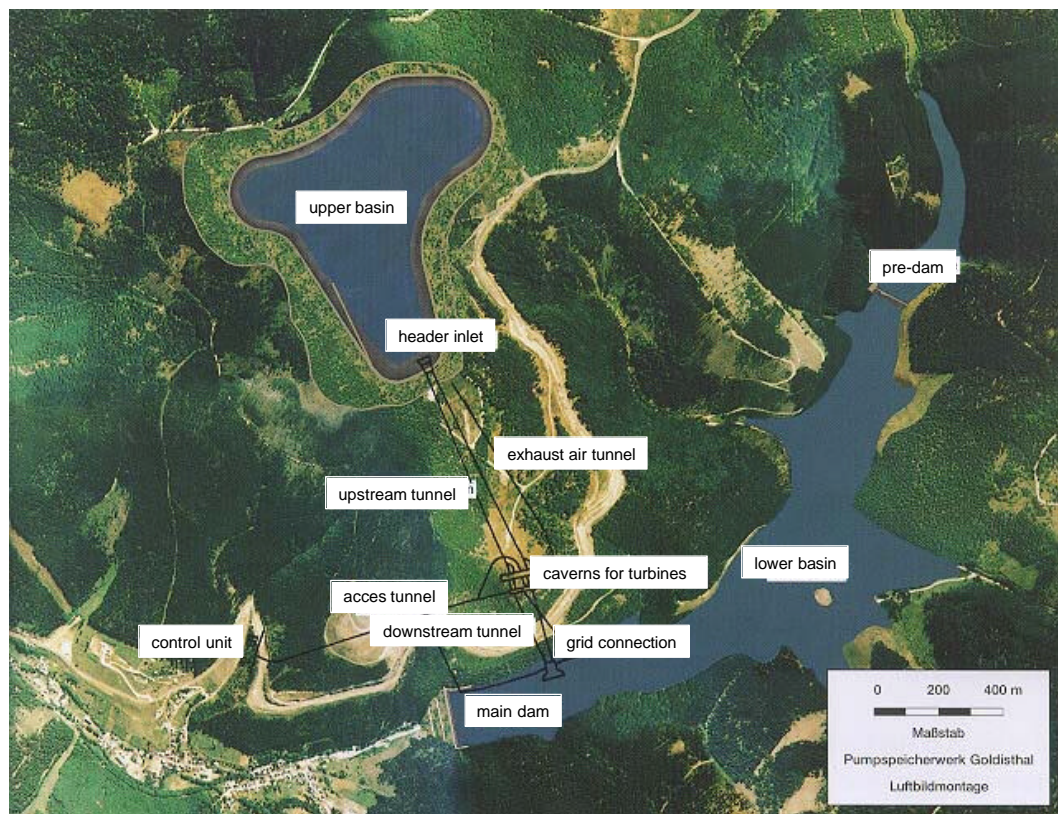 upper basin
pre-dam
header inlet
exhaust air tunnel
upstream tunnel
lower basin
caverns for turbines
acces tunnel
downstream tunnel
control unit
grid connection
main dam
0 200 400 m
Maßstab
Pumpspeicherwerk Goldisthal
Luftbildmontage